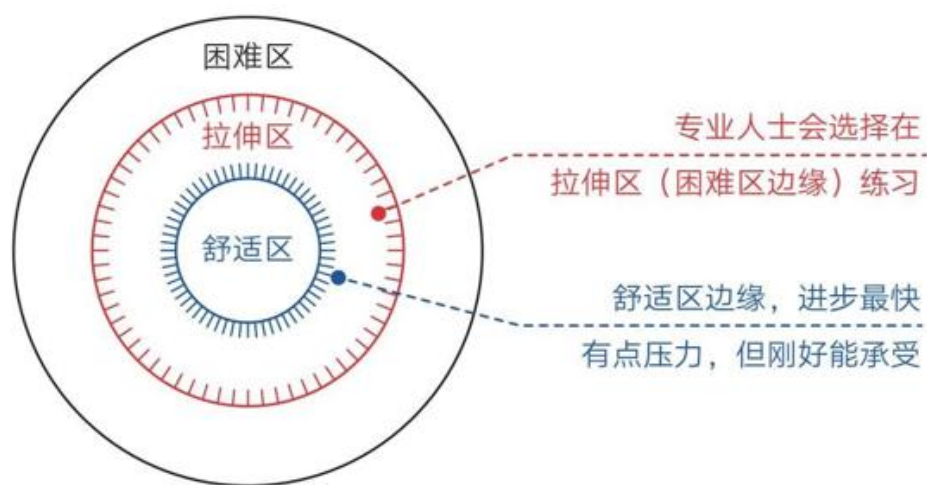 困难区
拉伸区
舒适区
专业人士会选择在
拉伸区（困难区边缘）练习
舒适区边缘，进步最快
有点压力，但刚好能承受